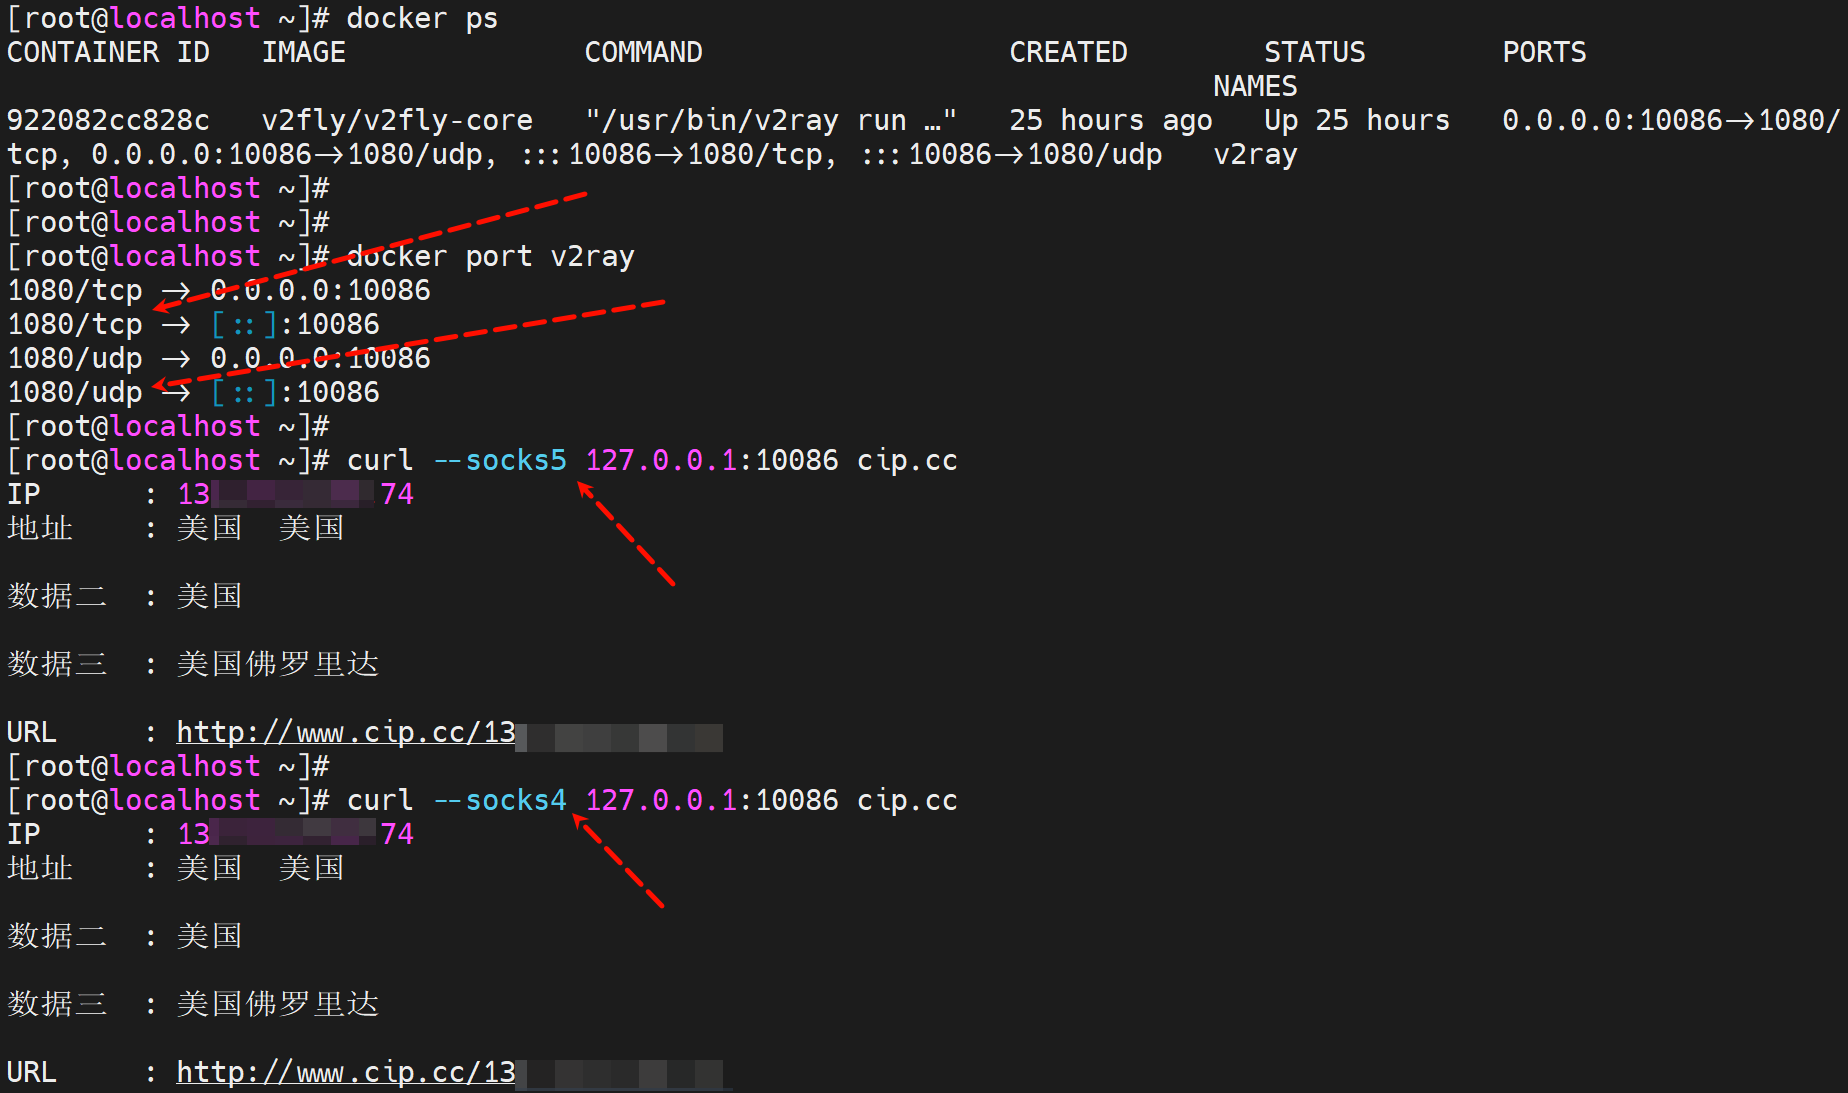 [root@localhost ~]# docker ps
CONTAINER ID   IMAGE              COMMAND                  CREATED        STATUS        PORTS
NAMES
922082cc828c   v2fly/v2fly-core   "/usr/bin/v2ray run …"   25 hours ago   Up 25 hours   0.0.0.0:10086->1080/
tcp, 0.0.0.0:10086->1080/udp, :::10086->1080/tcp, :::10086->1080/udp   v2ray
[root@localhost ~]#
[root@localhost ~]#
[root@localhost ~]# docker port v2ray
1080/tcp -> 0.0.0.0:10086
1080/tcp -> [::]:10086
1080/udp -> 0.0.0.0:10086
1080/udp -> [::]:10086
[root@localhost ~]#
[root@localhost ~]# curl --socks5 127.0.0.1:10086 cip.cc
IP      : 13 74
地址    : 美国  美国
数据二  : 美国
数据三  : 美国佛罗里达
URL     : http://www.cip.cc/13
[root@localhost ~]#
[root@localhost ~]# curl --socks4 127.0.0.1:10086 cip.cc
IP      : 13 74
地址    : 美国  美国
数据二  : 美国
数据三  : 美国佛罗里达
URL     : http://www.cip.cc/13